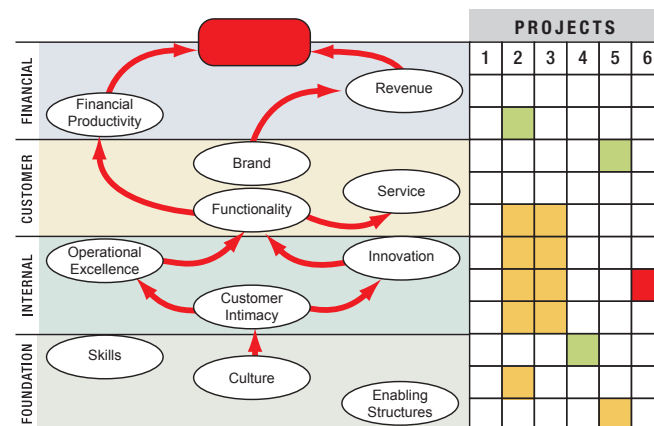 PROJECTS
1 2 3 4 5 6
FINANCIAL
Revenue
Financial
Productivity
CUSTOMER
Brand
Service
Functionality
INTERNAL
Operational
Excellence
Innovation
Customer
Intimacy
FOUNDATION
Skills
Culture
Enabling
Structures